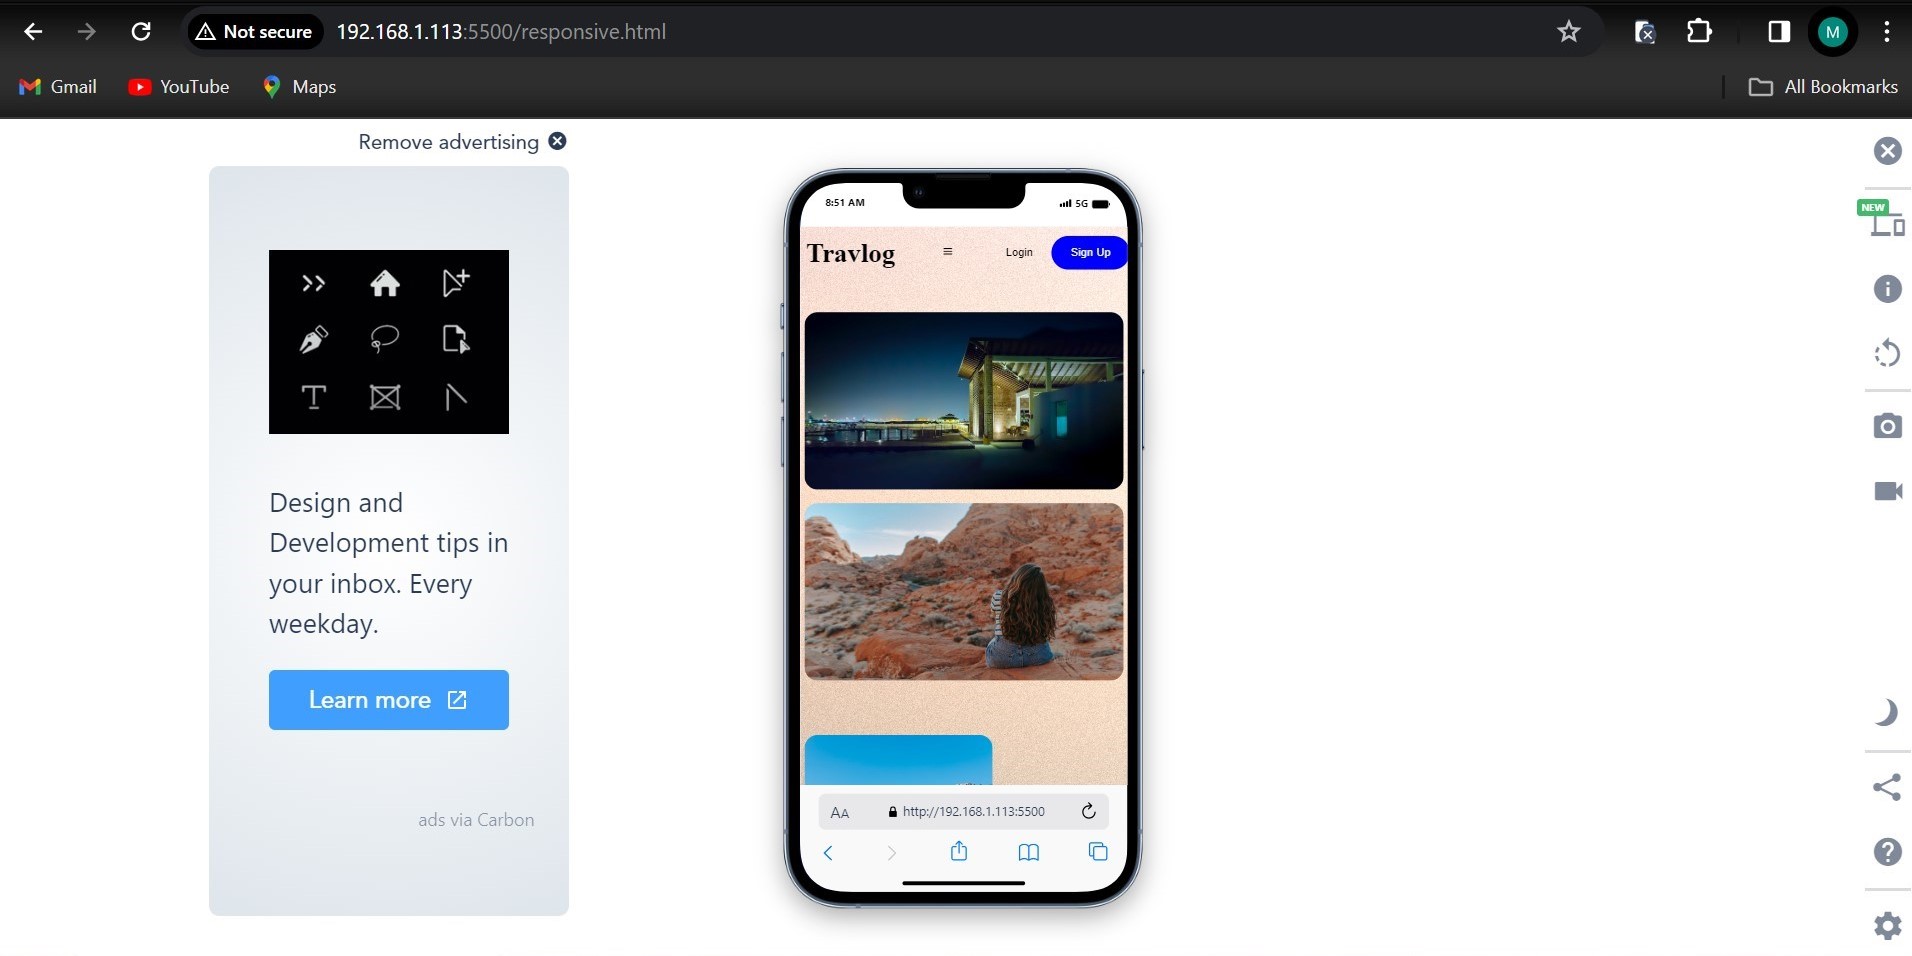 Not secure 192.168.1.113:5500/responsive.html M
Gmail YouTube Maps All Bookmarks
Remove advertising
T
Design and
Development tips in
your inbox. Every
weekday.
Learn more
ads via Carbon
8:51 AM 5G
Travlog Login Sign Up
AA http://192.168.1.113:5500
NEW